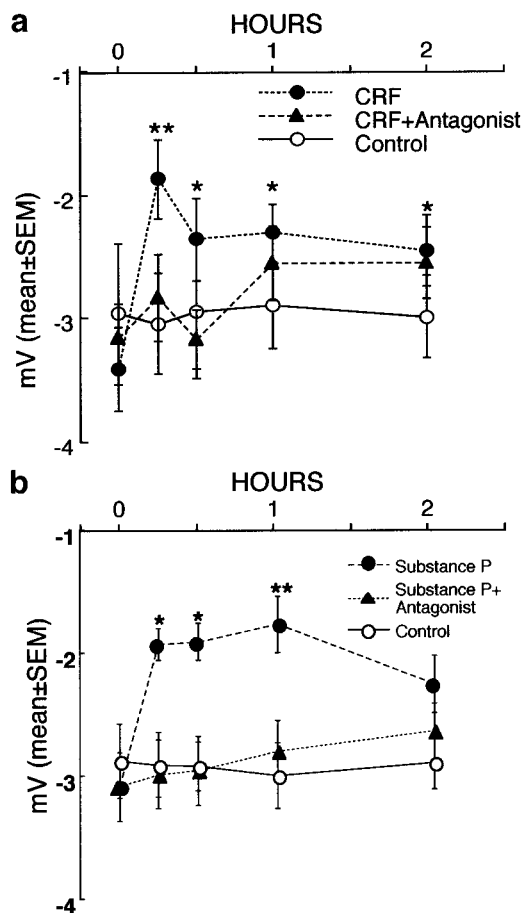 a
HOURS
0 1 2
-1
CRF
CRF+Antagonist
Control
**
*
*
*
-2
-3
-4
mV (mean±SEM)
b
HOURS
0 1 2
-1
Substance P
Substance P+
Antagonist
Control
*
*
**
-2
-3
-4
mV (mean±SEM)